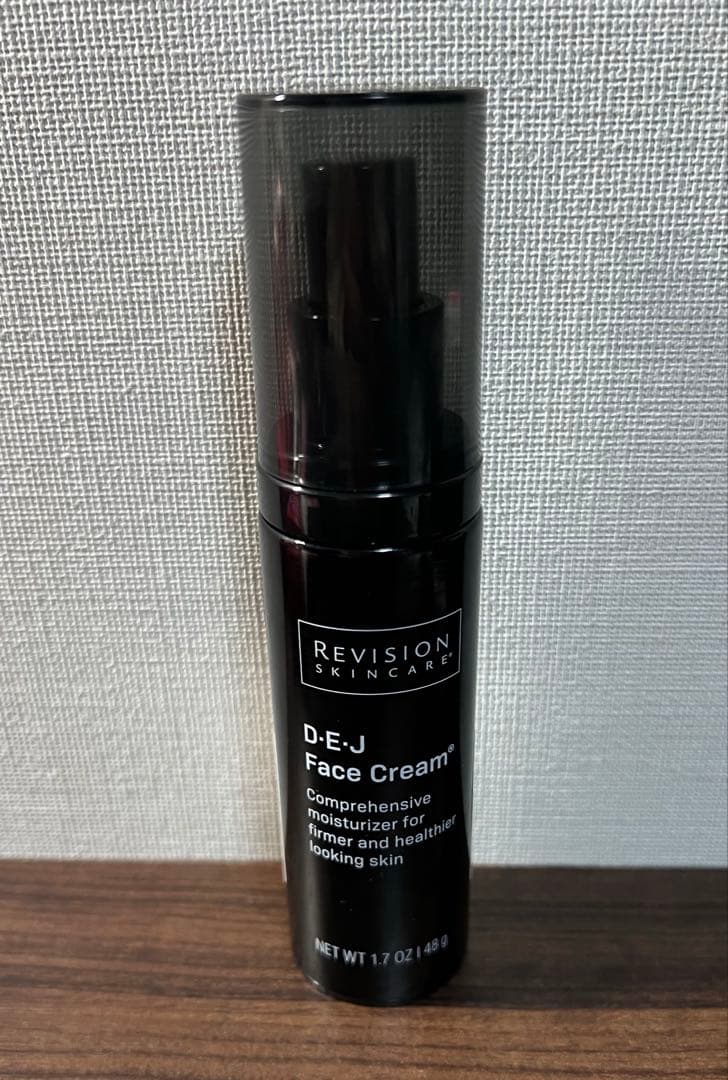 REVISION
SKINCARE®
D·E·J
Face Cream®
Comprehensive
moisturizer for
firmer and healthier
looking skin
NET WT 1.7 OZ | 48 g